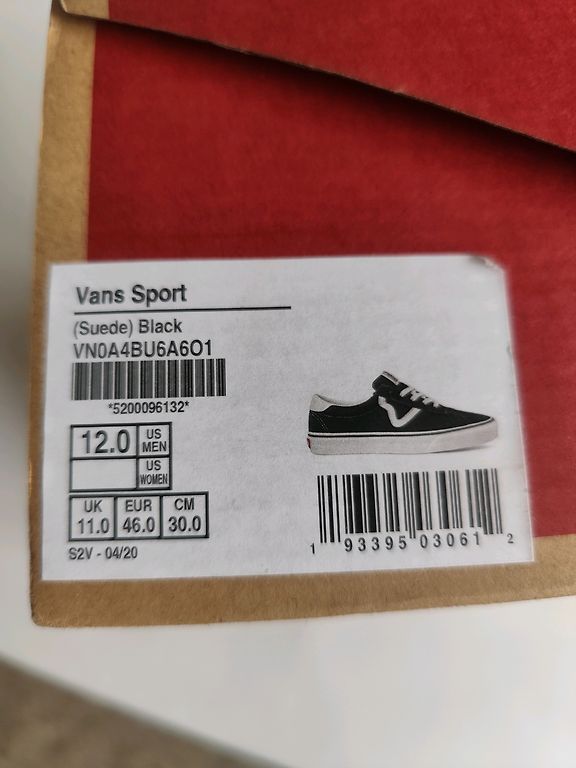 Vans Sport
(Suede) Black
VN0A4BU6A6O1
*5200096132*
12.0 US MEN
US WOMEN
UK EUR CM
11.0 46.0 30.0
S2V - 04/20
1 93395 03061 2